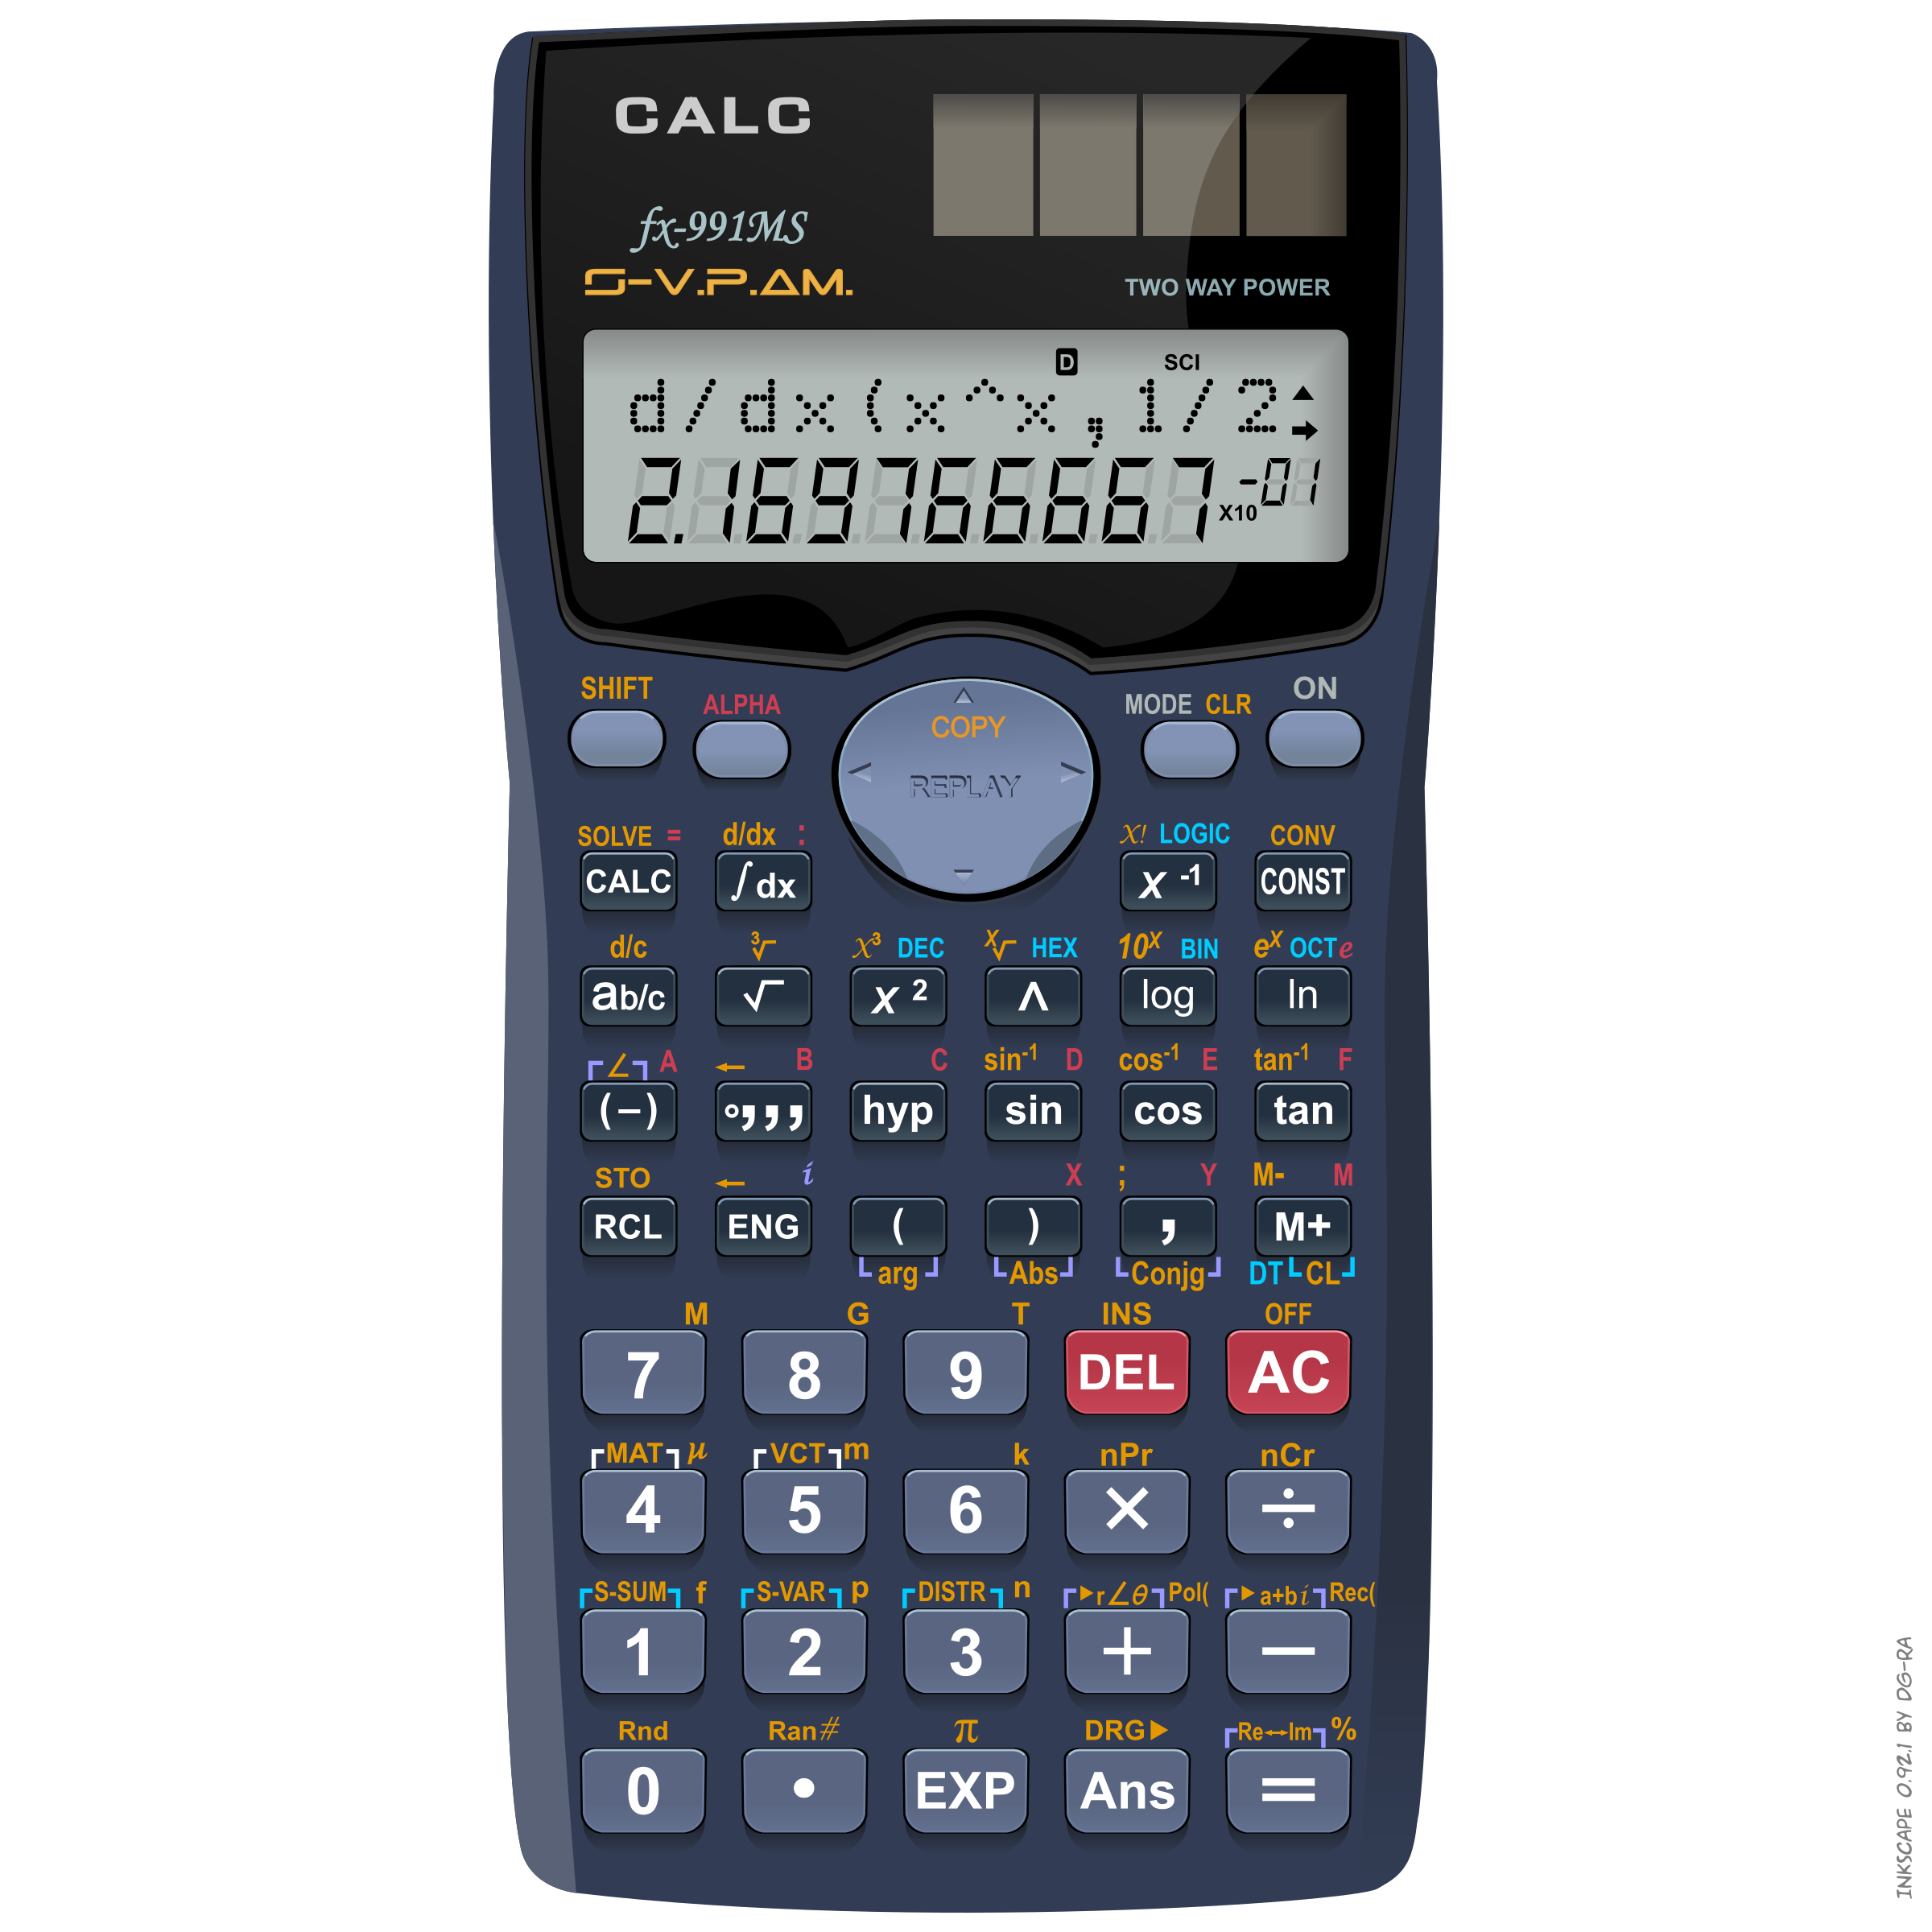 CALC
fx-991MS
S-V.P.AM.
TWO WAY POWER
D SCI
d/dx(x^x,1/2
2.169766667 x10 -01
SHIFT ALPHA COPY MODE CLR ON
REPLAY
SOLVE = d/dx : x! LOGIC CONV
CALC ∫dx x⁻¹ CONST
d/c ³√ x³ DEC ˣ√ HEX 10ˣ BIN eˣ OCT e
ab/c √ x² ∧ log ln
∠ A ← B C sin⁻¹ D cos⁻¹ E tan⁻¹ F
(−) °,,, hyp sin cos tan
STO ← i X ; Y M- M
RCL ENG ( ) , M+
arg Abs Conjg DT CL
M G T INS OFF
7 8 9 DEL AC
MAT µ VCT m k nPr nCr
4 5 6 × ÷
S-SUM f S-VAR p DISTR n ▶r∠θ Pol( ▶a+bi Rec(
1 2 3 + −
Rnd Ran# π DRG▶ Re↔Im %
0 • EXP Ans =
INKSCAPE 0.92.1 BY DG-RA